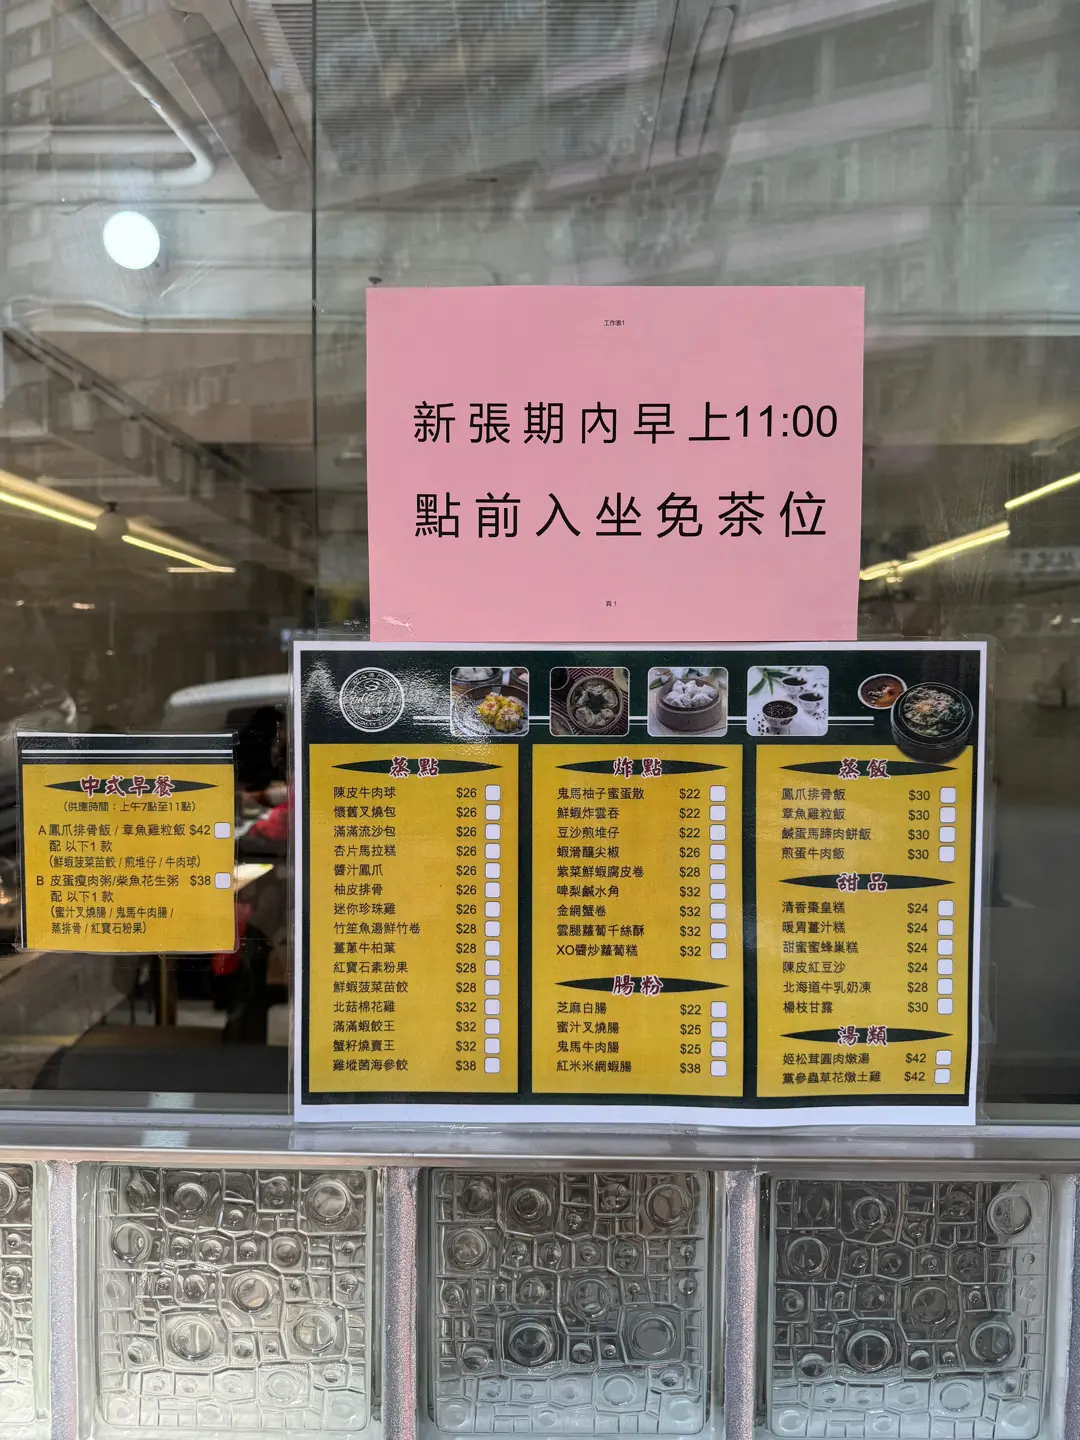 工作表1
新張期內早上11:00
點前入坐免茶位
頁 1
中式早餐
(供應時間：上午7點至11點)
A 鳳爪排骨飯 / 章魚雞粒飯 $42
配 以下1 款
(鮮蝦菠菜苗餃 / 煎堆仔 / 牛肉球)
B 皮蛋瘦肉粥/柴魚花生粥 $38
配 以下1 款
(蜜汁叉燒腸 / 鬼馬牛肉腸 /
蒸排骨 / 紅寶石粉果)
蒸點
陳皮牛肉球 $26
懷舊叉燒包 $26
滿滿流沙包 $26
杏片馬拉糕 $26
醬汁鳳爪 $26
柚皮排骨 $26
迷你珍珠雞 $26
竹笙魚湯鮮竹卷 $28
薑蔥牛柏葉 $28
紅寶石素粉果 $28
鮮蝦菠菜苗餃 $28
北菇棉花雞 $32
滿滿蝦餃王 $32
蟹籽燒賣王 $32
雞樅菌海參餃 $38
炸點
鬼馬柚子蜜蛋散 $22
鮮蝦炸雲吞 $22
豆沙煎堆仔 $22
蝦滑釀尖椒 $26
紫菜鮮蝦腐皮卷 $28
啤梨鹹水角 $32
金網蟹卷 $32
雲腿蘿蔔千絲酥 $32
XO醬炒蘿蔔糕 $32
腸粉
芝麻白腸 $22
蜜汁叉燒腸 $25
鬼馬牛肉腸 $25
紅米米網蝦腸 $38
蒸飯
鳳爪排骨飯 $30
章魚雞粒飯 $30
鹹蛋馬蹄肉餅飯 $30
煎蛋牛肉飯 $30
甜品
清香棗皇糕 $24
暖胃薑汁糕 $24
甜蜜蜜蜂巢糕 $24
陳皮紅豆沙 $24
北海道牛乳奶凍 $28
楊枝甘露 $30
湯類
姬松茸圓肉燉湯 $42
黨參蟲草花燉土雞 $42